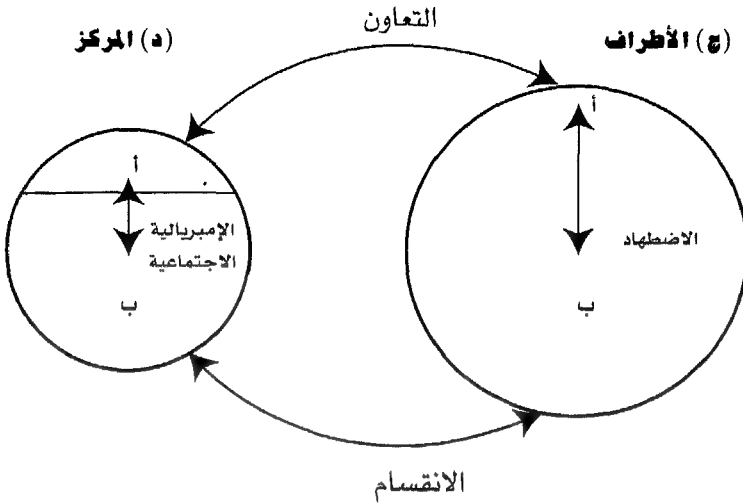 التعاون
(ج) الأطراف
(د) المركز
أ
أ
الاضطهاد
الإمبريالية
الاجتماعية
ب
ب
الانقسام